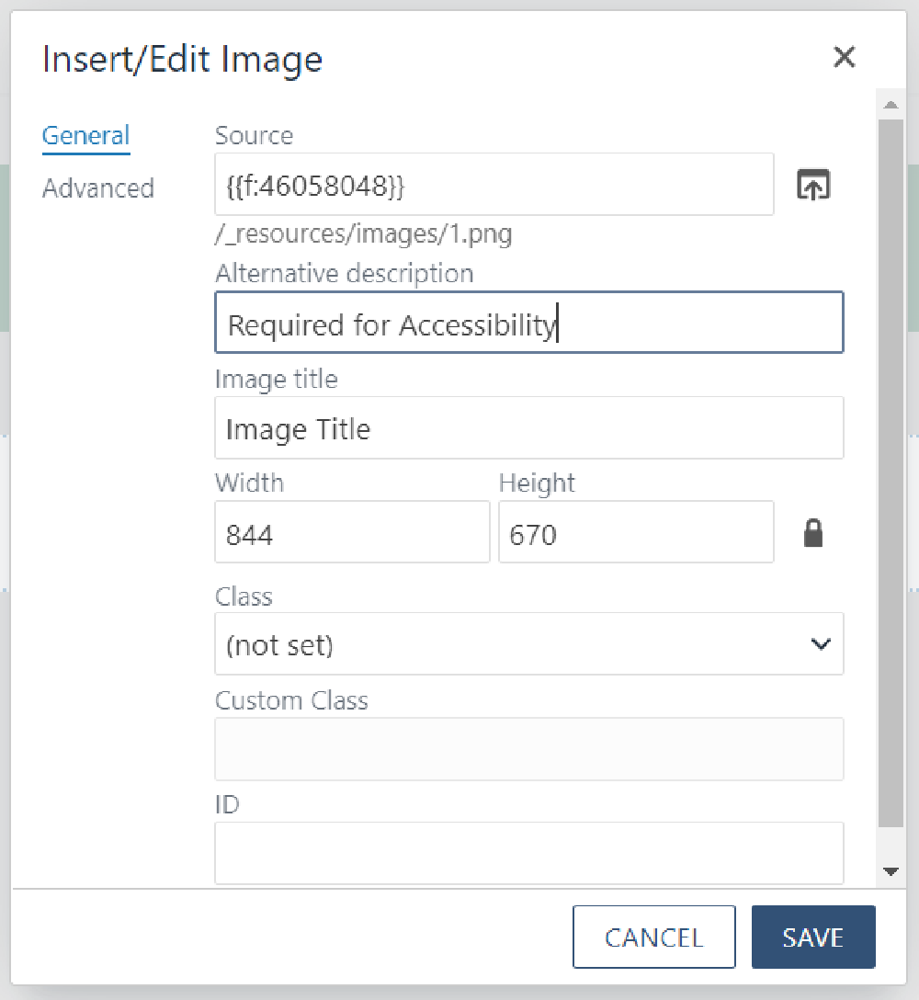 Insert/Edit Image
General
Advanced
Source
{{f:46058048}}
/_resources/images/1.png
Alternative description
Required for Accessibility
Image title
Image Title
Width Height
844 670
Class
(not set)
Custom Class
ID
CANCEL SAVE